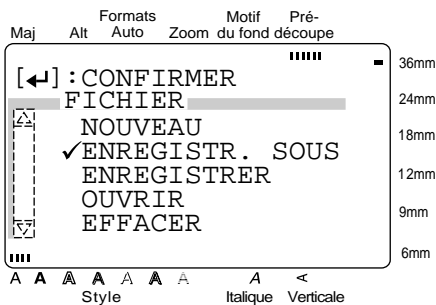 Formats Motif Pré-
Maj Alt Auto Zoom du fond découpe
[↵]:CONFIRMER
FICHIER
NOUVEAU
✓ENREGISTR. SOUS
ENREGISTRER
OUVRIR
EFFACER
36mm
24mm
18mm
12mm
9mm
6mm
A A A A A A A A A
Style Italique Verticale